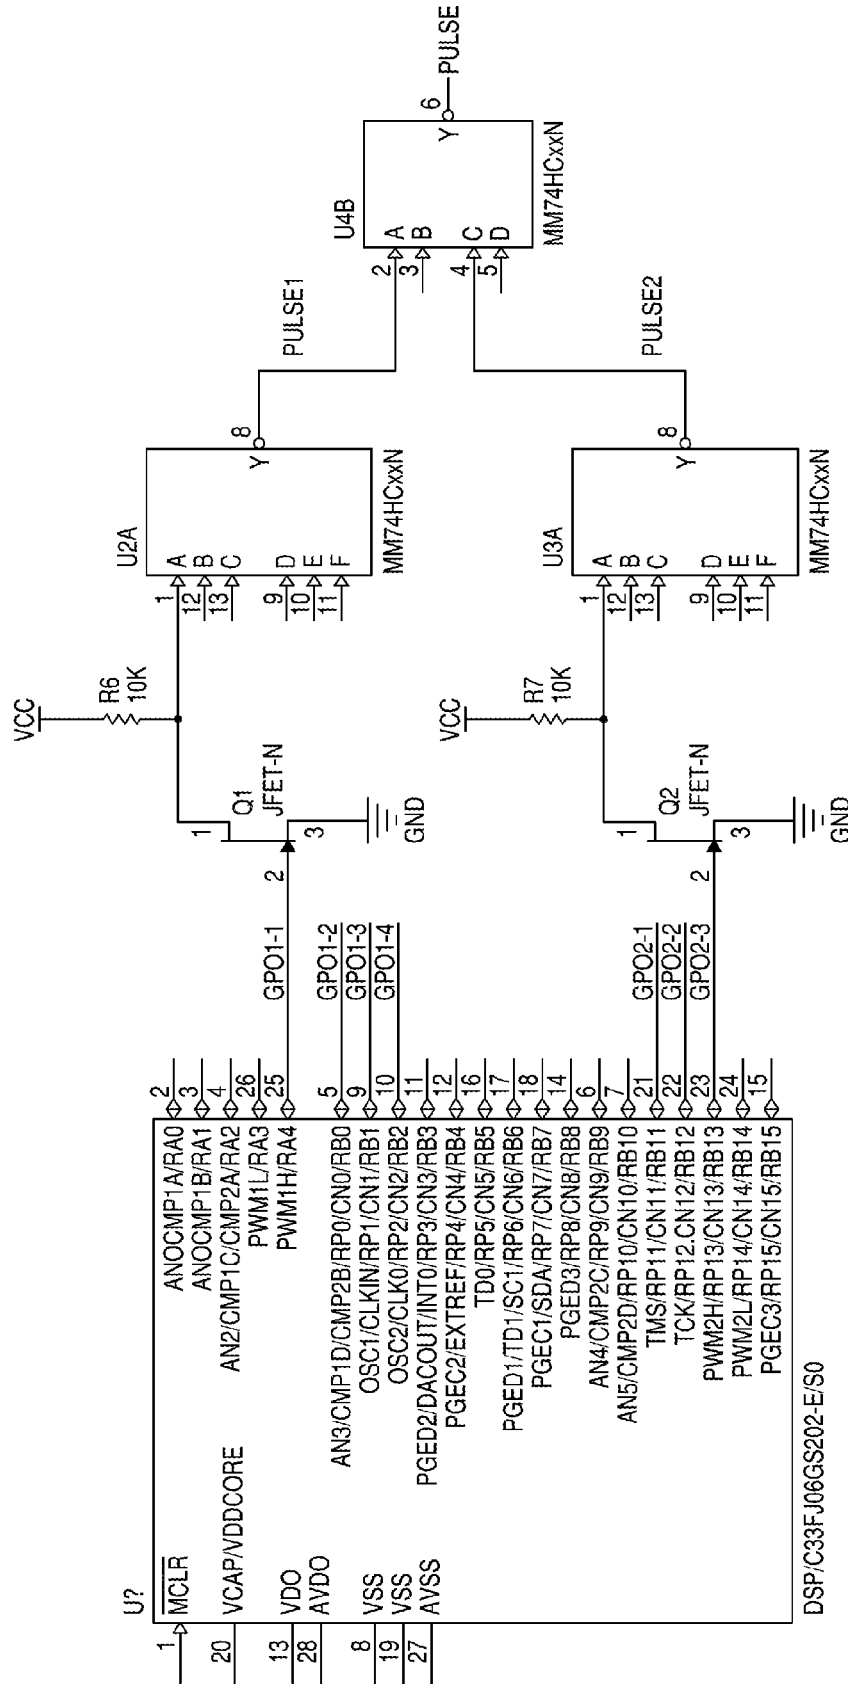 U?
1
MCLR
20
VCAP/VDDCORE
13
VDO
28
AVDO
8
VSS
19
VSS
27
AVSS
ANOCMP1A/RA0
2
ANOCMP1B/RA1
3
AN2/CMP1C/CMP2A/RA2
4
PWM1L/RA3
26
PWM1H/RA4
25
AN3/CMP1D/CMP2B/RP0/CN0/RB0
5
OSC1/CLKIN/RP1/CN1/RB1
9
OSC2/CLK0/RP2/CN2/RB2
10
PGED2/DACOUT/INT0/RP3/CN3/RB3
11
PGEC2/EXTREF/RP4/CN4/RB4
12
TD0/RP5/CN5/RB5
16
PGED1/TD1/SC1/RP6/CN6/RB6
17
PGEC1/SDA/RP7/CN7/RB7
18
PGED3/RP8/CN8/RB8
14
AN4/CMP2C/RP9/CN9/RB9
6
AN5/CMP2D/RP10/CN10/RB10
7
TMS/RP11/CN11/RB11
21
TCK/RP12.CN12/RB12
22
PWM2H/RP13/CN13/RB13
23
PWM2L/RP14/CN14/RB14
24
PGEC3/RP15/CN15/RB15
15
DSP/C33FJ06GS202-E/S0
GPO1-1
GPO1-2
GPO1-3
GPO1-4
GPO2-1
GPO2-2
GPO2-3
VCC
R6
10K
1
Q1
JFET-N
2
3
GND
VCC
R7
10K
1
Q2
JFET-N
2
3
GND
U2A
1
A
12
B
13
C
9
D
10
E
11
F
Y
8
MM74HCxxN
U3A
1
A
12
B
13
C
9
D
10
E
11
F
Y
8
MM74HCxxN
PULSE1
PULSE2
U4B
2
A
3
B
4
C
5
D
Y
6
PULSE
MM74HCxxN